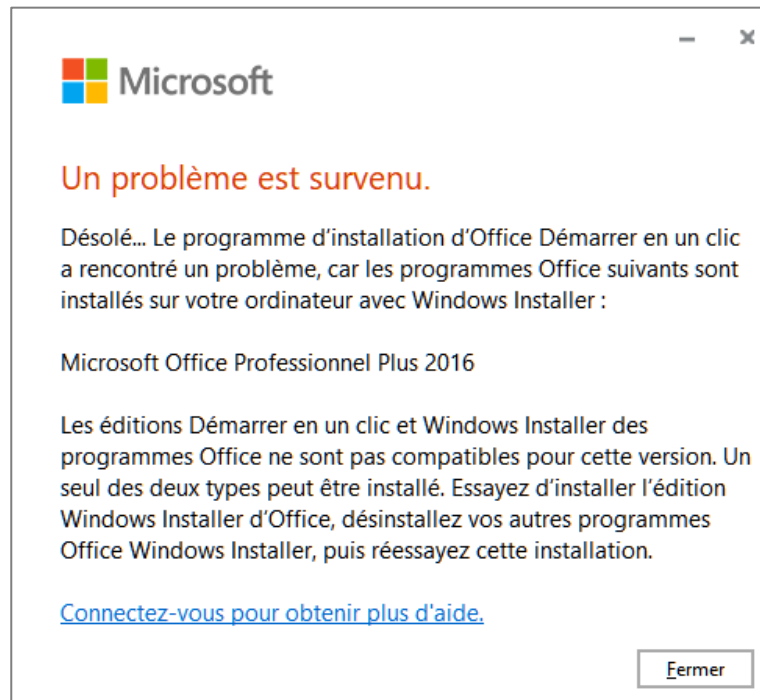 Microsoft
Un problème est survenu.
Désolé... Le programme d'installation d'Office Démarrer en un clic
a rencontré un problème, car les programmes Office suivants sont
installés sur votre ordinateur avec Windows Installer :
Microsoft Office Professionnel Plus 2016
Les éditions Démarrer en un clic et Windows Installer des
programmes Office ne sont pas compatibles pour cette version. Un
seul des deux types peut être installé. Essayez d'installer l'édition
Windows Installer d'Office, désinstallez vos autres programmes
Office Windows Installer, puis réessayez cette installation.
Connectez-vous pour obtenir plus d'aide.
Fermer